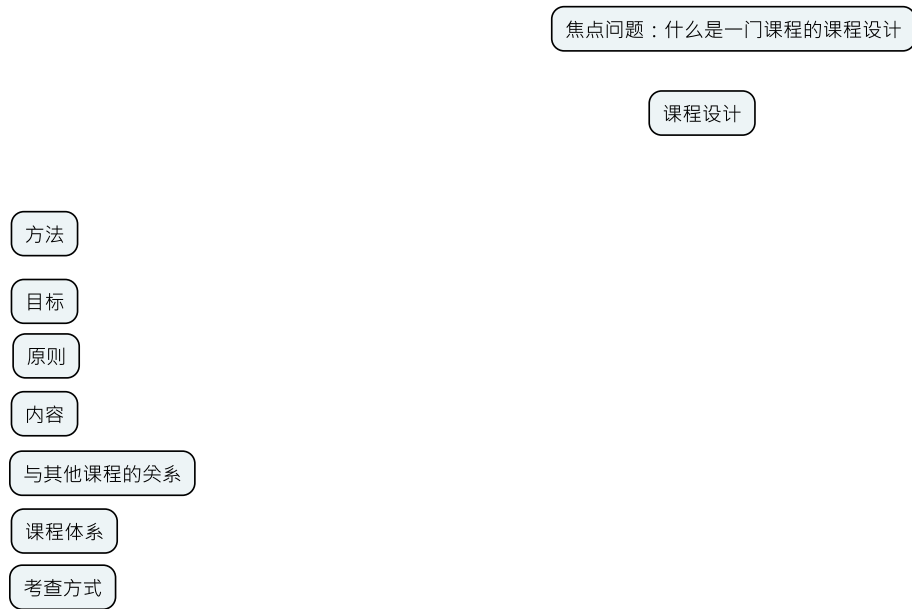 焦点问题：什么是一门课程的课程设计
课程设计
方法
目标
原则
内容
与其他课程的关系
课程体系
考查方式